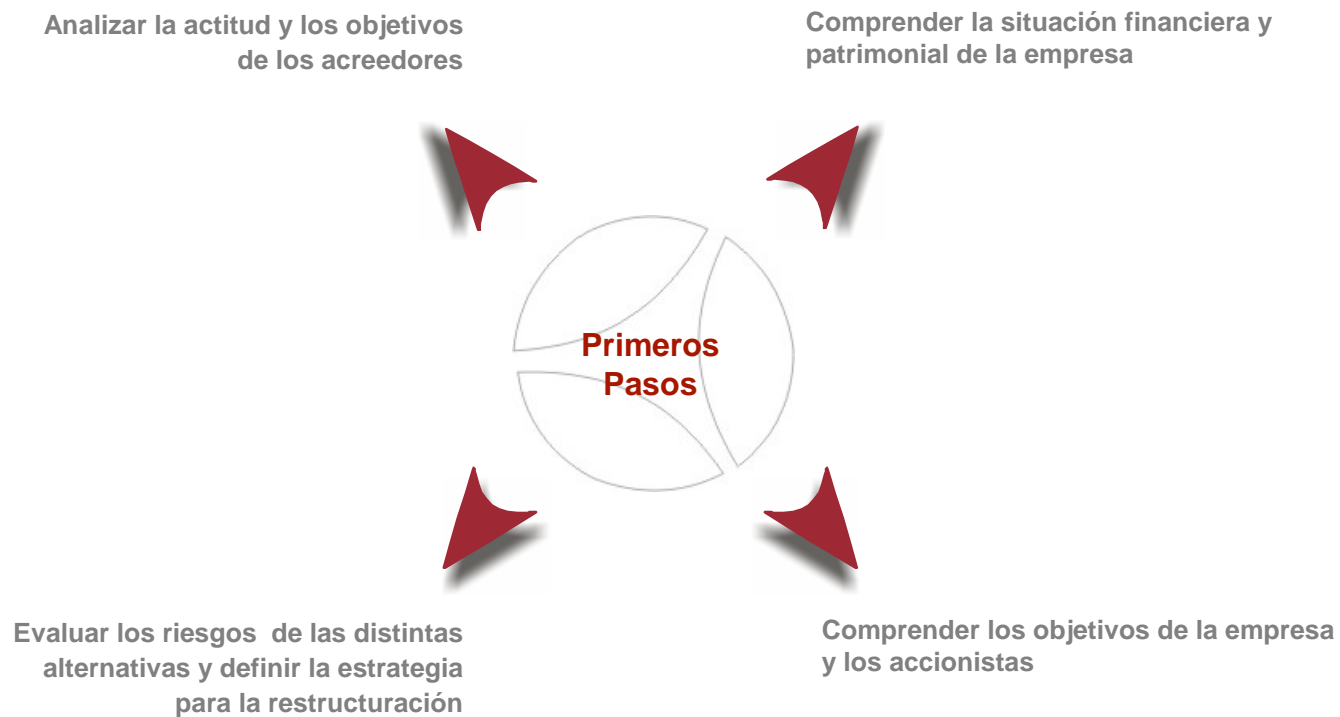 Analizar la actitud y los objetivos
de los acreedores
Comprender la situación financiera y
patrimonial de la empresa
Primeros
Pasos
Evaluar los riesgos  de las distintas
alternativas y definir la estrategia
para la restructuración
Comprender los objetivos de la empresa
y los accionistas